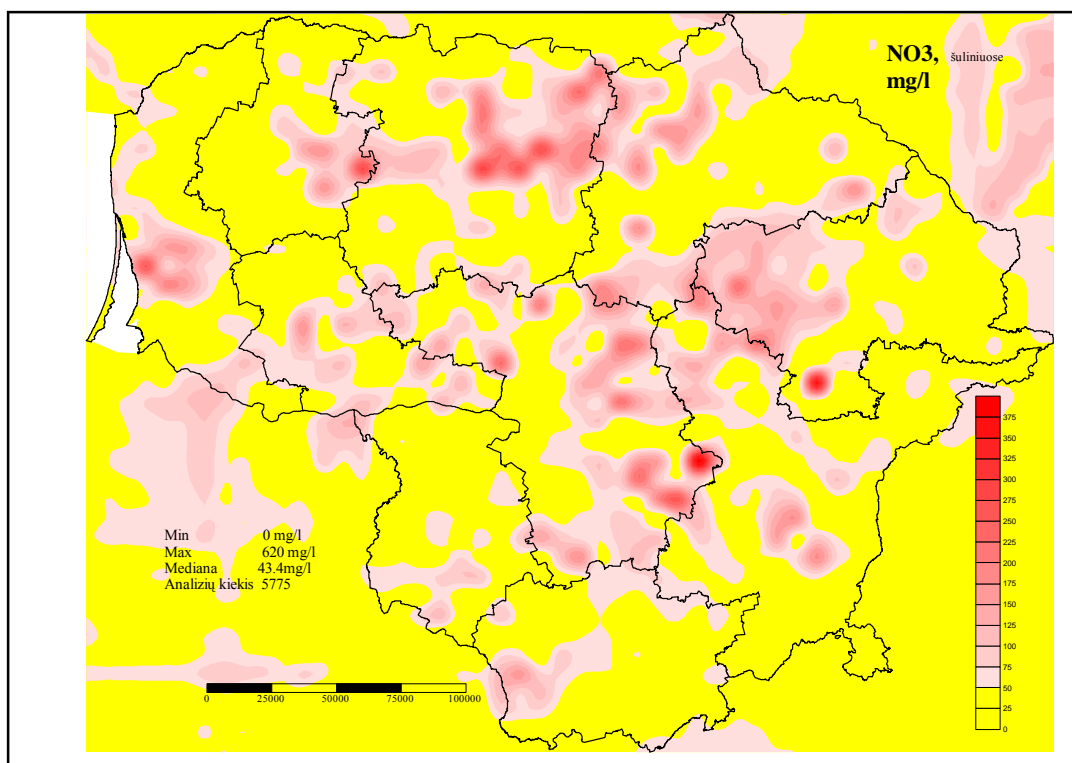 NO3, šuliniuose
mg/l
Min 0 mg/l
Max 620 mg/l
Mediana 43.4mg/l
Analizių kiekis 5775
375
350
325
300
275
250
225
200
175
150
125
100
75
50
25
0
0 25000 50000 75000 100000